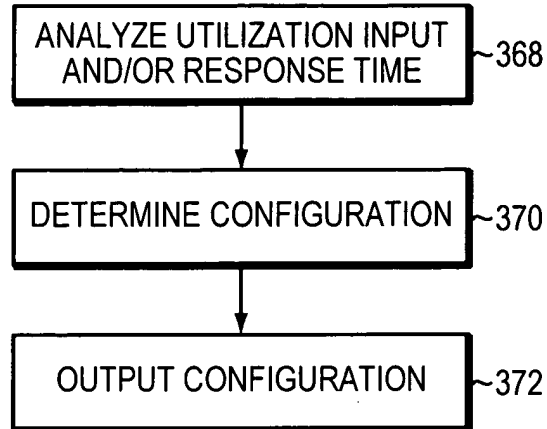 ANALYZE UTILIZATION INPUT
AND/OR RESPONSE TIME
~368
DETERMINE CONFIGURATION
~370
OUTPUT CONFIGURATION
~372